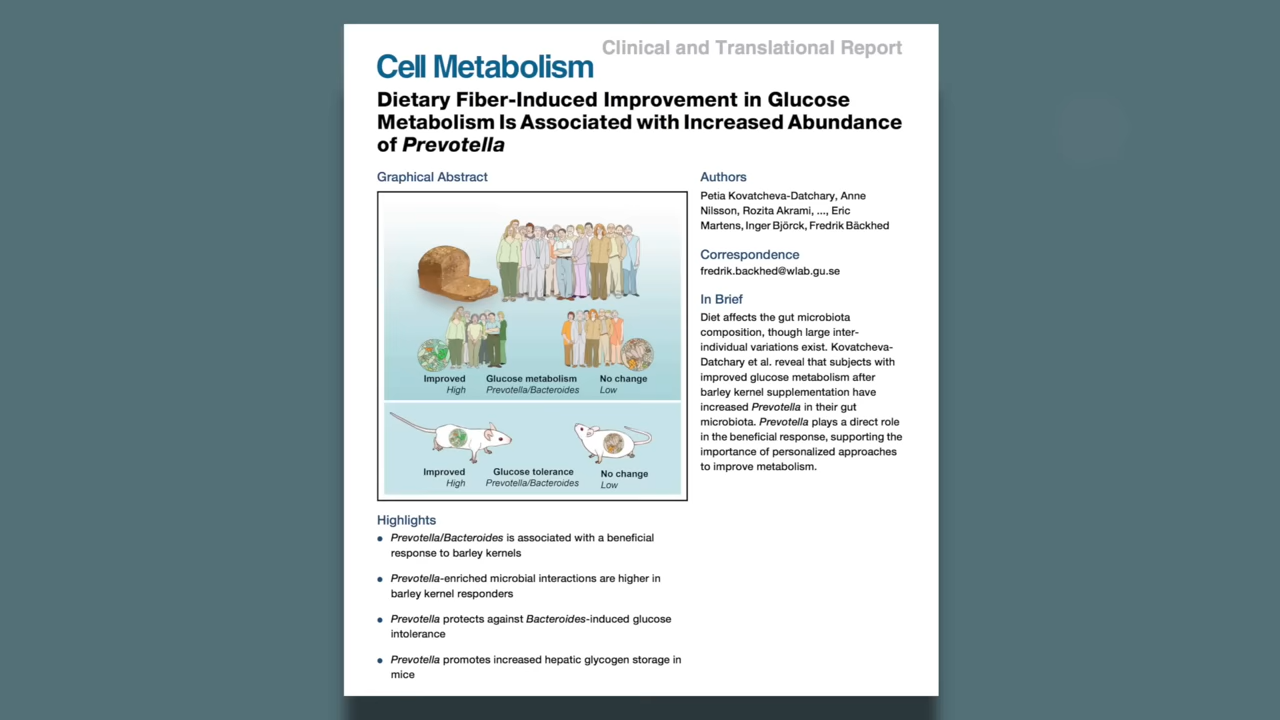 Clinical and Translational Report
Cell Metabolism
Dietary Fiber-Induced Improvement in Glucose
Metabolism Is Associated with Increased Abundance
of Prevotella
Graphical Abstract
Improved Glucose metabolism No change
High Prevotella/Bacteroides Low
Improved Glucose tolerance No change
High Prevotella/Bacteroides Low
Highlights
Prevotella/Bacteroides is associated with a beneficial
response to barley kernels
Prevotella-enriched microbial interactions are higher in
barley kernel responders
Prevotella protects against Bacteroides-induced glucose
intolerance
Prevotella promotes increased hepatic glycogen storage in
mice
Authors
Petia Kovatcheva-Datchary, Anne
Nilsson, Rozita Akrami, ..., Eric
Martens, Inger Björck, Fredrik Bäckhed
Correspondence
fredrik.backhed@wlab.gu.se
In Brief
Diet affects the gut microbiota
composition, though large inter-
individual variations exist. Kovatcheva-
Datchary et al. reveal that subjects with
improved glucose metabolism after
barley kernel supplementation have
increased Prevotella in their gut
microbiota. Prevotella plays a direct role
in the beneficial response, supporting the
importance of personalized approaches
to improve metabolism.